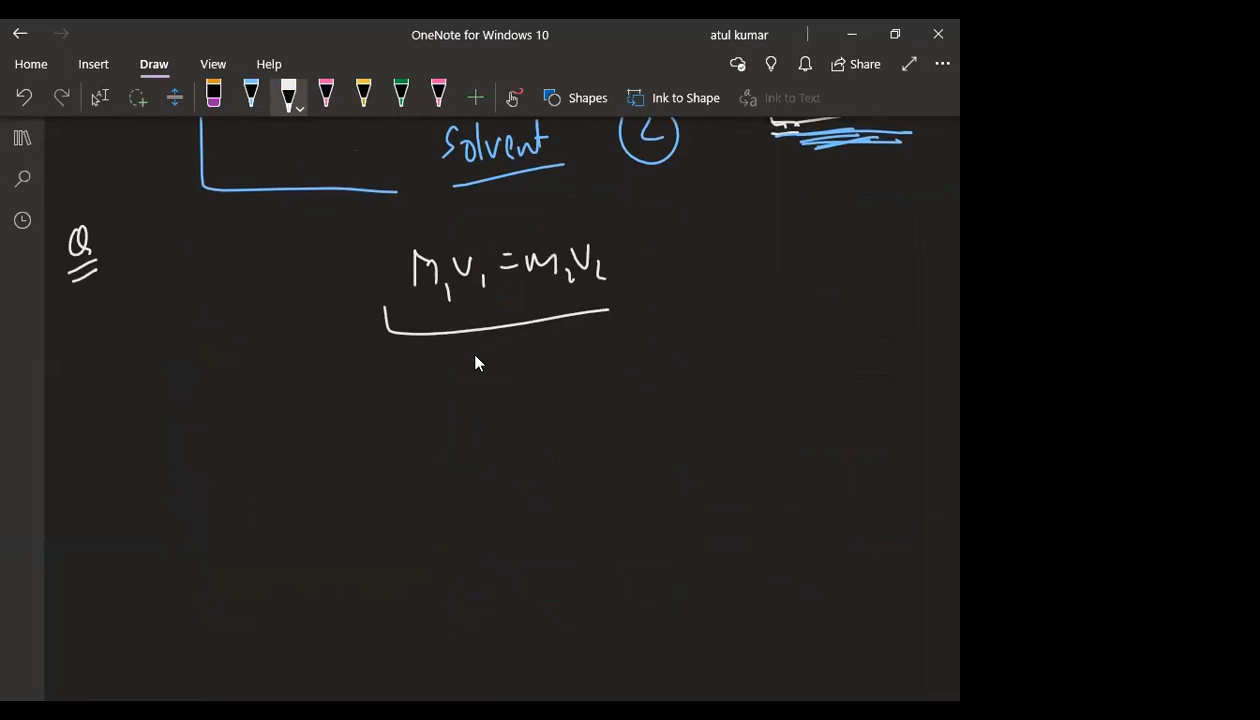 OneNote for Windows 10
atul kumar
Home Insert Draw View Help
Share
Shapes Ink to Shape Ink to Text
Solvent
Q
M₁V₁ = M₂V₂